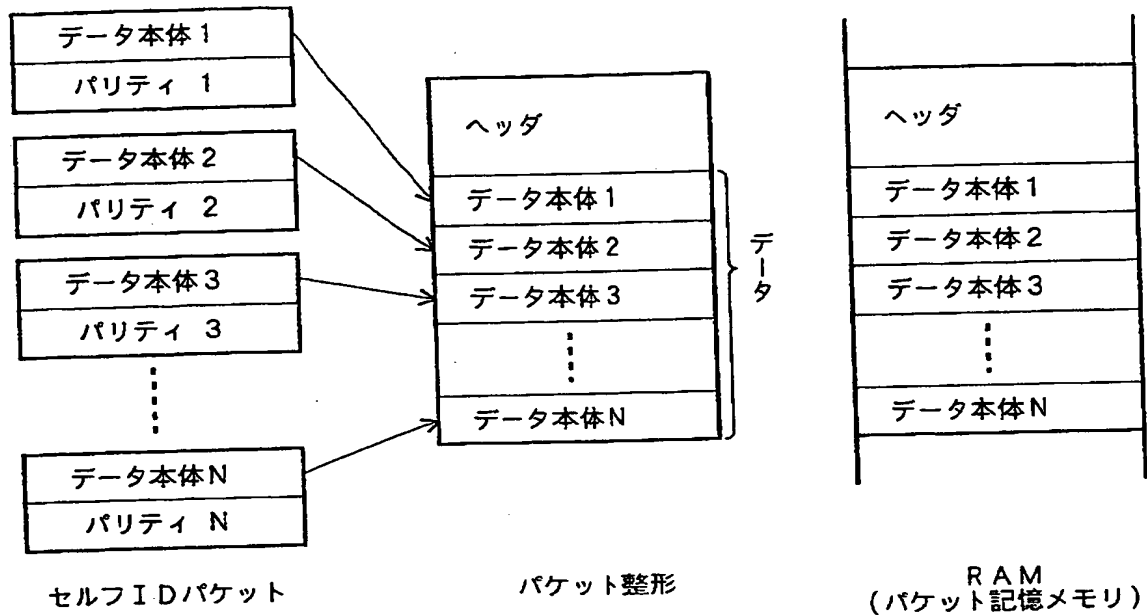 データ本体1
パリティ 1
データ本体2
パリティ 2
データ本体3
パリティ 3
データ本体N
パリティ N
セルフIDパケット
ヘッダ
データ本体1
データ本体2
データ本体3
データ本体N
データ
パケット整形
ヘッダ
データ本体1
データ本体2
データ本体3
データ本体N
RAM
(パケット記憶メモリ)